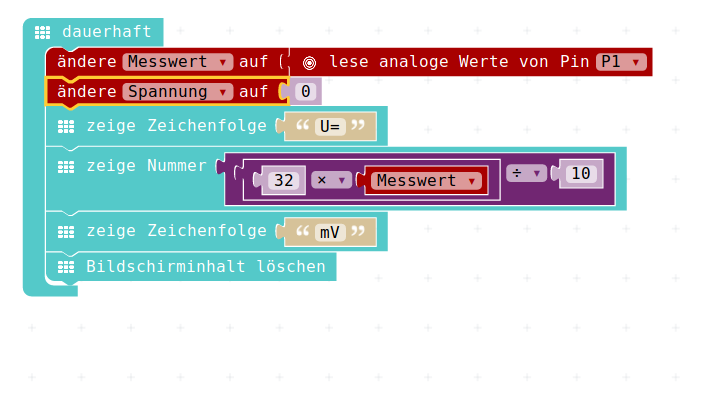 dauerhaft
ändere Messwert ▾ auf lese analoge Werte von Pin P1 ▾
ändere Spannung ▾ auf 0
zeige Zeichenfolge “ U= ”
zeige Nummer 32 × ▾ Messwert ▾ ÷ ▾ 10
zeige Zeichenfolge “ mV ”
Bildschirminhalt löschen